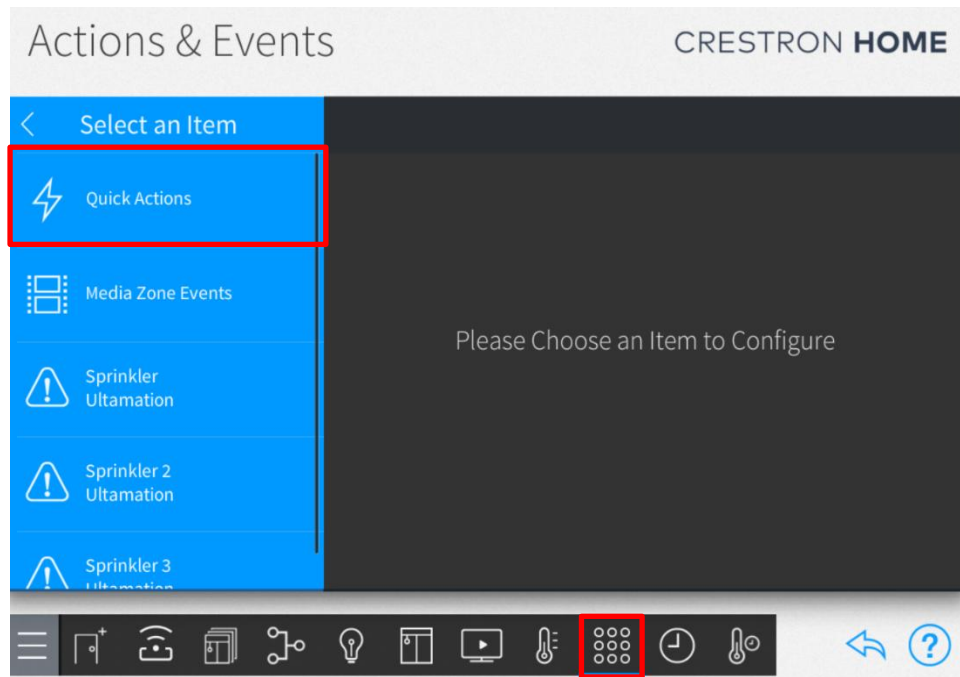 Actions & Events
CRESTRON HOME
Select an Item
Quick Actions
Media Zone Events
Sprinkler
Ultamation
Sprinkler 2
Ultamation
Sprinkler 3
Ultamation
Please Choose an Item to Configure
?